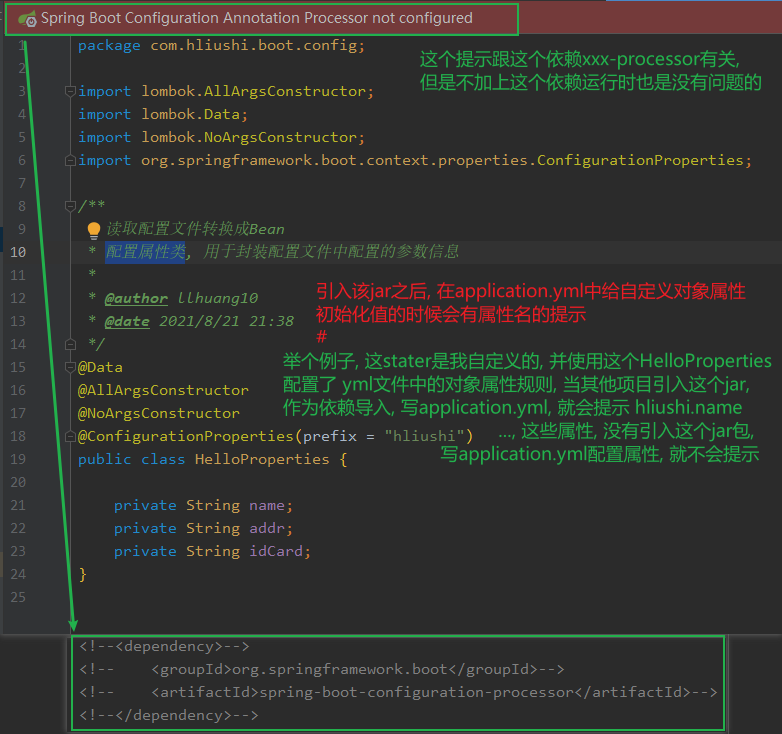 Spring Boot Configuration Annotation Processor not configured
1 package com.hliushi.boot.config;
这个提示跟这个依赖xxx-processor有关,
但是不加上这个依赖运行时也是没有问题的
2
3 import lombok.AllArgsConstructor;
4 import lombok.Data;
5 import lombok.NoArgsConstructor;
6 import org.springframework.boot.context.properties.ConfigurationProperties;
7
8 /**
9 读取配置文件转换成Bean
10 * 配置属性类, 用于封装配置文件中配置的参数信息
11 *
12 * @author llhuang10
13 * @date 2021/8/21 21:38
14 */
引入该jar之后, 在application.yml中给自定义对象属性
初始化值的时候会有属性名的提示
#
举个例子, 这stater是我自定义的, 并使用这个HelloProperties
配置了 yml文件中的对象属性规则, 当其他项目引入这个jar,
作为依赖导入, 写application.yml, 就会提示 hliushi.name
..., 这些属性, 没有引入这个jar包,
写application.yml配置属性, 就不会提示
15 @Data
16 @AllArgsConstructor
17 @NoArgsConstructor
18 @ConfigurationProperties(prefix = "hliushi")
19 public class HelloProperties {
20
21 private String name;
22 private String addr;
23 private String idCard;
24 }
25
<!--<dependency>-->
<!--    <groupId>org.springframework.boot</groupId>-->
<!--    <artifactId>spring-boot-configuration-processor</artifactId>-->
<!--</dependency>-->